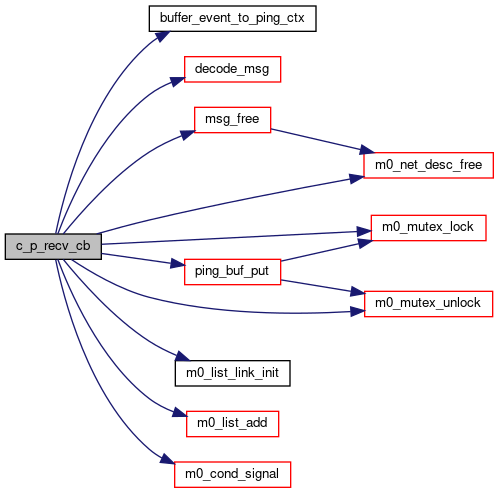 buffer_event_to_ping_ctx
decode_msg
msg_free
m0_net_desc_free
m0_mutex_lock
c_p_recv_cb
ping_buf_put
m0_mutex_unlock
m0_list_link_init
m0_list_add
m0_cond_signal